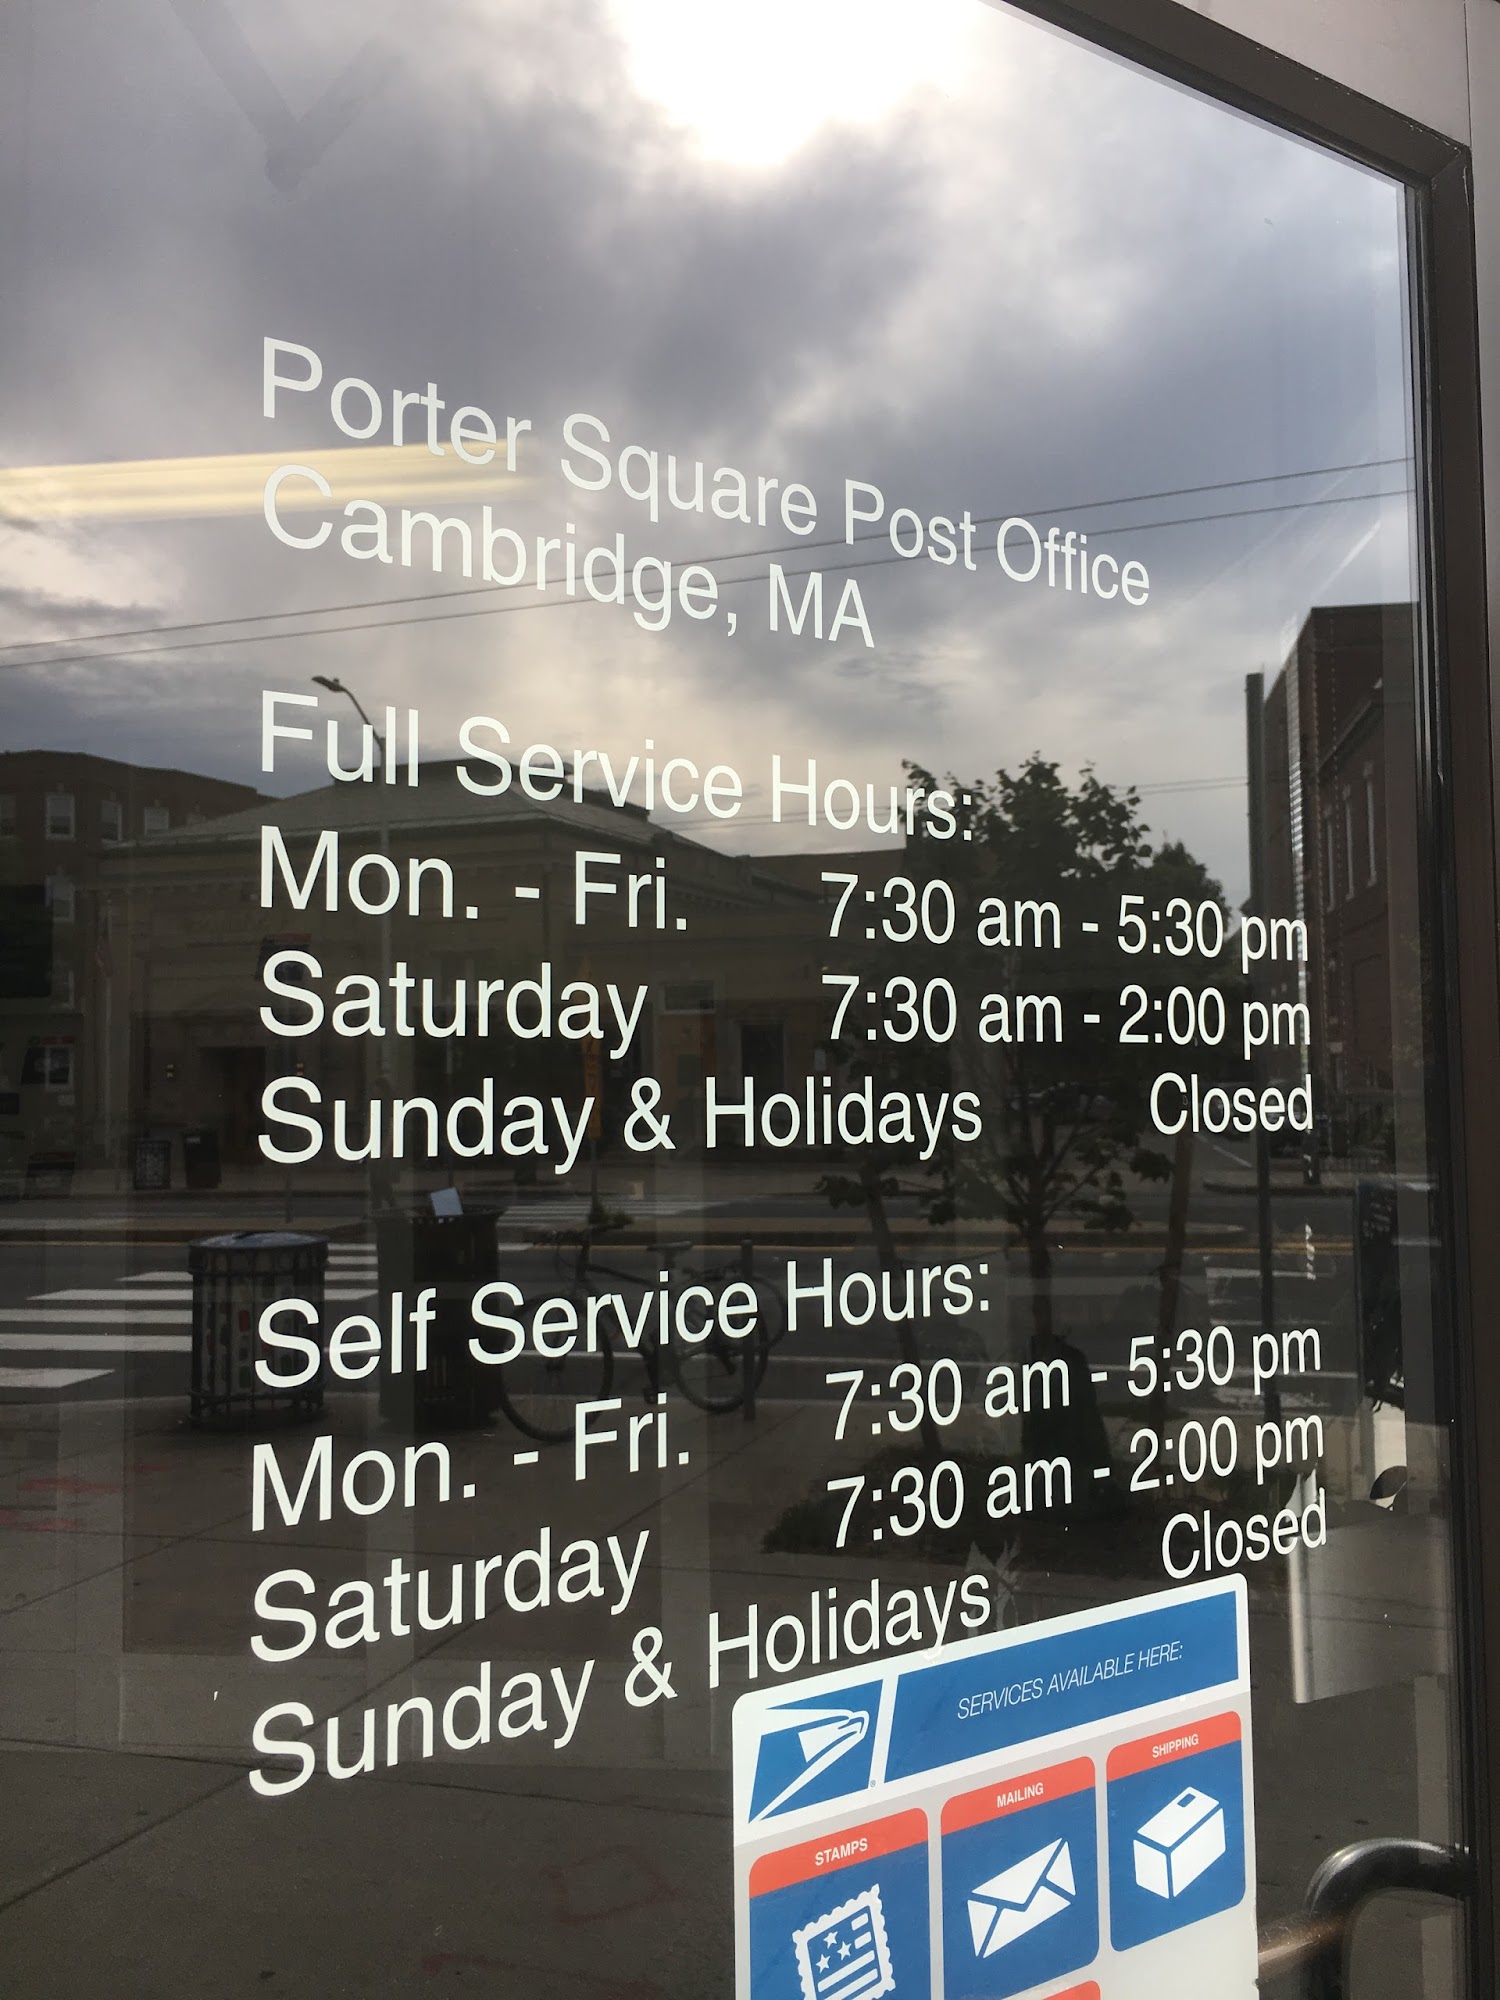 Porter Square Post Office
Cambridge, MA
Full Service Hours:
Mon. - Fri. 7:30 am - 5:30 pm
Saturday 7:30 am - 2:00 pm
Sunday & Holidays Closed
Self Service Hours:
Mon. - Fri. 7:30 am - 5:30 pm
Saturday 7:30 am - 2:00 pm
Sunday & Holidays Closed
SERVICES AVAILABLE HERE:
STAMPS MAILING SHIPPING